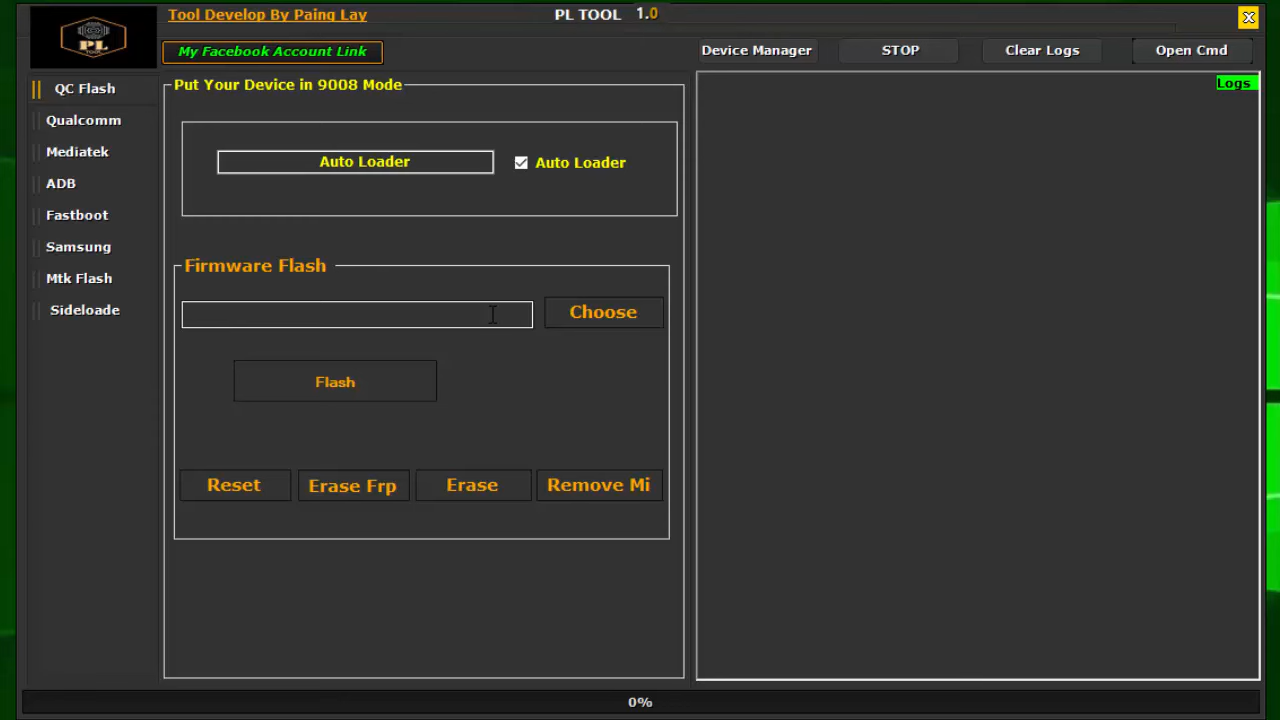 Tool Develop By Paing Lay
PL TOOL 1.0
PL
TOOL
My Facebook Account Link
Device Manager
STOP
Clear Logs
Open Cmd
QC Flash
Qualcomm
Mediatek
ADB
Fastboot
Samsung
Mtk Flash
Sideloade
Put Your Device in 9008 Mode
Auto Loader
Auto Loader
Firmware Flash
Choose
Flash
Reset
Erase Frp
Erase
Remove Mi
Logs
0%